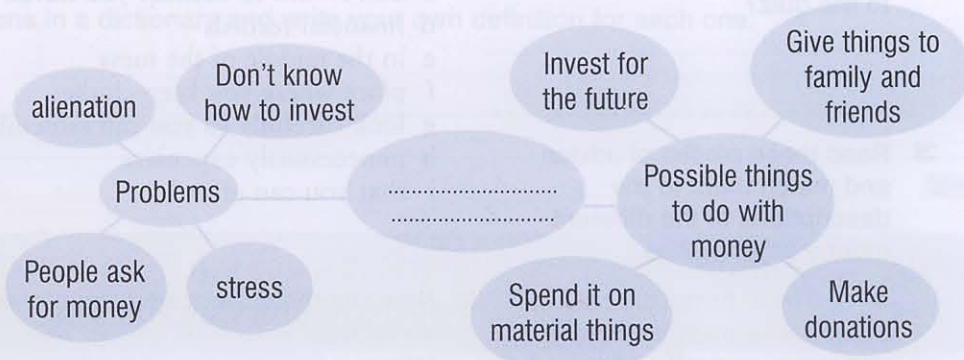 alienation
Don't know
how to invest
Problems
People ask
for money
stress
..............................
..............................
Invest for
the future
Give things to
family and
friends
Possible things
to do with
money
Spend it on
material things
Make
donations